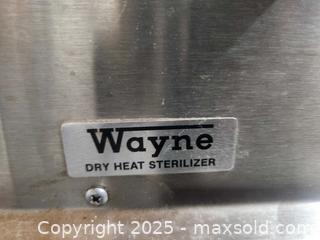 Wayne
DRY HEAT STERILIZER
Copyright 2025 - maxsold.com